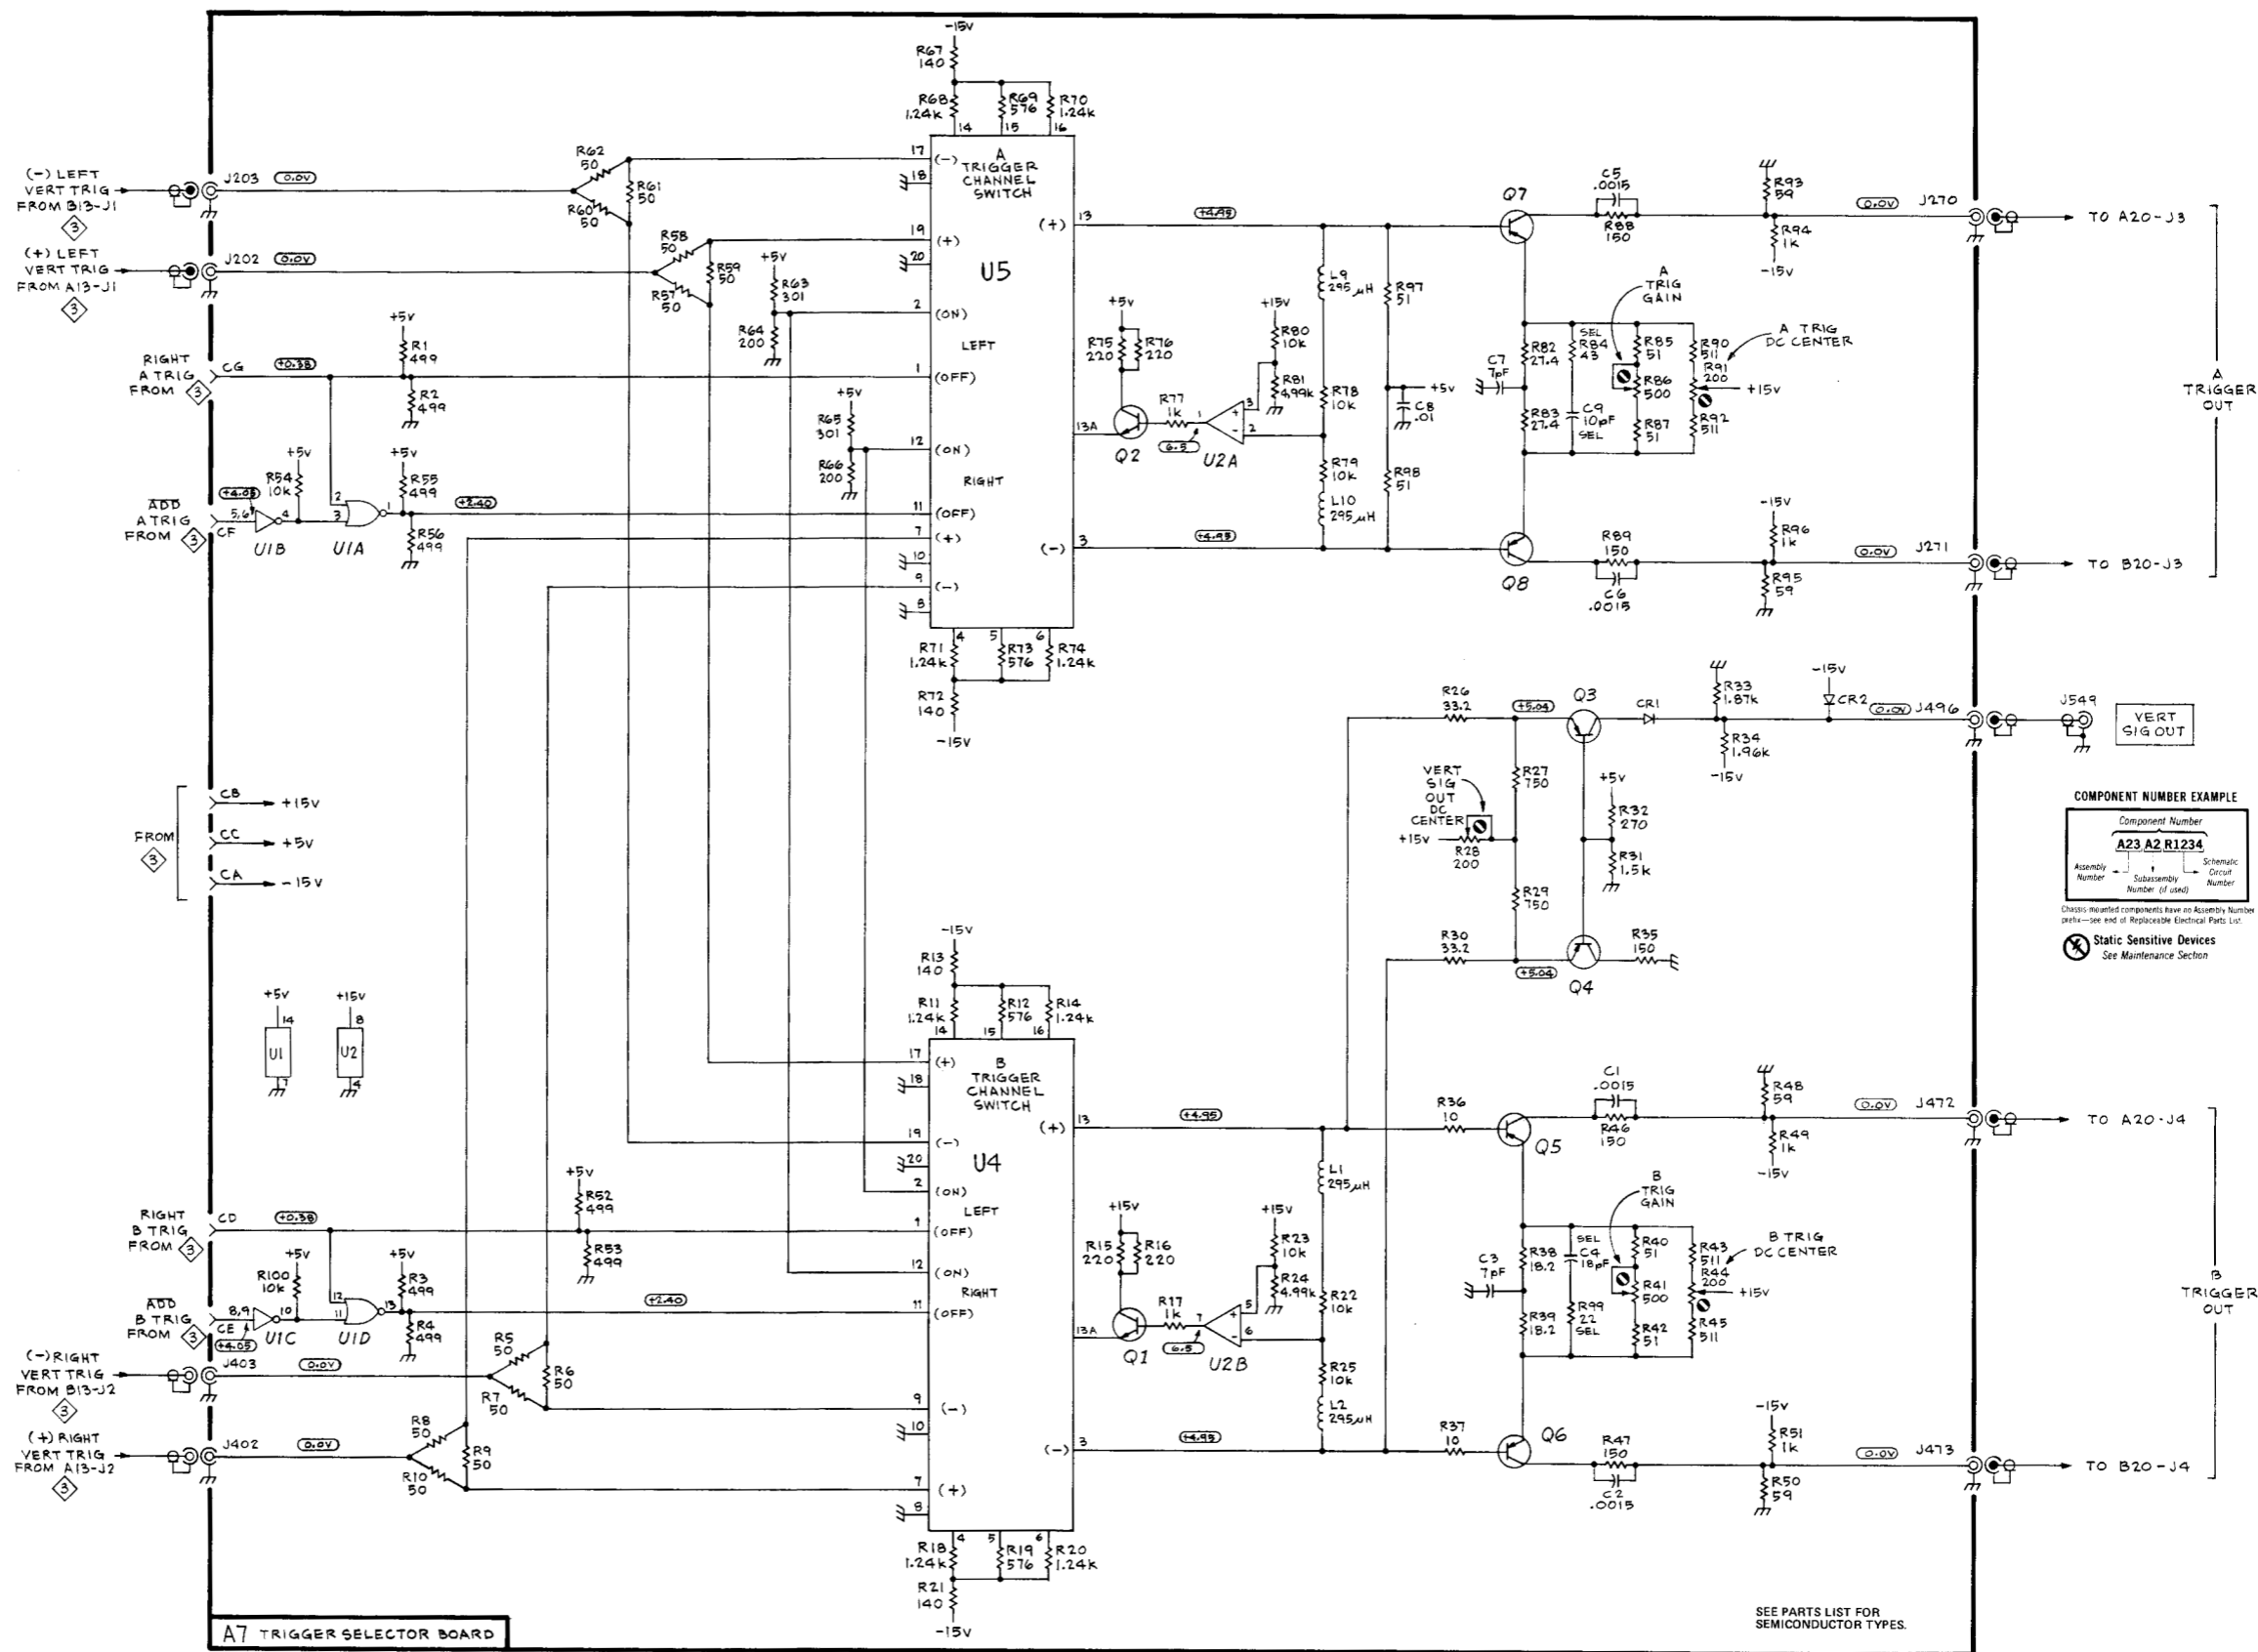 -15V
R67
140
R68
1.24K
R69
576
R70
1.24K
14
15
16
(-) LEFT
VERT TRIG
FROM B13-J1
3
J203
0.0V
R62
50
R61
50
R60
50
17
(-)
18
A
TRIGGER
CHANNEL
SWITCH
(+) LEFT
VERT TRIG
FROM A13-J1
3
J202
0.0V
R58
50
R59
50
R57
50
19
(+)
20
U5
+5V
R63
301
R64
200
2
(ON)
LEFT
1
(OFF)
R65
301
R66
200
+5V
12
(ON)
RIGHT
11
(OFF)
7
(+)
10
9
(-)
8
RIGHT
A TRIG
FROM
3
CG
+0.38
+5V
R1
499
R2
499
ADD
A TRIG
FROM
3
CF
+4.05
5,6
4
U1B
+5V
R54
10K
2
3
1
U1A
+5V
R55
499
R56
499
+2.40
4
5
6
R71
1.24K
R73
576
R74
1.24K
R72
140
-15V
(+)
13
+4.95
13A
(-)
3
+4.95
+5V
R75
220
R76
220
Q2
R77
1K
1
6.5
U2A
+
-
3
2
+15V
R80
10K
R81
4.99K
L9
295μH
R78
10K
R79
10K
L10
295μH
R97
51
+5V
C8
.01
R98
51
Q7
C5
.0015
R88
150
R93
59
R94
1K
-15V
0.0V
J270
TO A20-J3
C7
7pF
R82
27.4
R83
27.4
SEL
R84
43
C9
10pF
SEL
A
TRIG
GAIN
R85
51
R86
500
R87
51
R90
511
R91
200
R92
511
A TRIG
DC CENTER
+15V
Q8
R89
150
C6
.0015
-15V
R96
1K
R95
59
0.0V
J271
TO B20-J3
A
TRIGGER
OUT
FROM
3
CB
+15V
CC
+5V
CA
-15V
R26
33.2
+5.04
Q3
CR1
R33
1.87K
R34
1.96K
-15V
-15V
CR2
0.0V
J496
J549
VERT
SIG OUT
VERT
SIG
OUT
DC
CENTER
+15V
R28
200
R27
750
R29
750
+5V
R32
270
R31
1.5K
R30
33.2
+5.04
Q4
R35
150
COMPONENT NUMBER EXAMPLE
Component Number
A23 A2 R1234
Assembly
Number
Subassembly
Number (if used)
Schematic
Circuit
Number
Chassis-mounted components have no Assembly Number
prefix—see end of Replaceable Electrical Parts List.
Static Sensitive Devices
See Maintenance Section
+5V
14
U1
7
+15V
8
U2
4
-15V
R13
140
R11
1.24K
R12
576
R14
1.24K
14
15
16
17
(+)
18
B
TRIGGER
CHANNEL
SWITCH
19
(-)
20
U4
2
(ON)
LEFT
1
(OFF)
12
(ON)
RIGHT
11
(OFF)
9
(-)
10
7
(+)
8
4
5
6
R18
1.24K
R19
576
R20
1.24K
R21
140
-15V
RIGHT
B TRIG
FROM
3
CD
+0.38
+5V
R52
499
R53
499
ADD
B TRIG
FROM
3
8,9
CE
+4.05
10
U1C
+5V
R100
10K
12
11
13
U1D
+5V
R3
499
R4
499
+2.40
(-) RIGHT
VERT TRIG
FROM B13-J2
3
J403
0.0V
R5
50
R6
50
R7
50
(+) RIGHT
VERT TRIG
FROM A13-J2
3
J402
0.0V
R8
50
R9
50
R10
50
(+)
13
+4.95
13A
(-)
3
+4.95
+15V
R15
220
R16
220
Q1
R17
1K
7
6.5
U2B
+
-
5
6
+15V
R23
10K
R24
4.99K
L1
295μH
R22
10K
R25
10K
L2
295μH
R36
10
Q5
C1
.0015
R46
150
R48
59
R49
1K
-15V
0.0V
J472
TO A20-J4
C3
7pF
R38
18.2
R39
18.2
SEL
C4
18pF
R99
22
SEL
B
TRIG
GAIN
R40
51
R41
500
R42
51
R43
511
R44
200
R45
511
B TRIG
DC CENTER
+15V
R37
10
Q6
R47
150
C2
.0015
-15V
R51
1K
R50
59
0.0V
J473
TO B20-J4
B
TRIGGER
OUT
A7 TRIGGER SELECTOR BOARD
SEE PARTS LIST FOR
SEMICONDUCTOR TYPES.